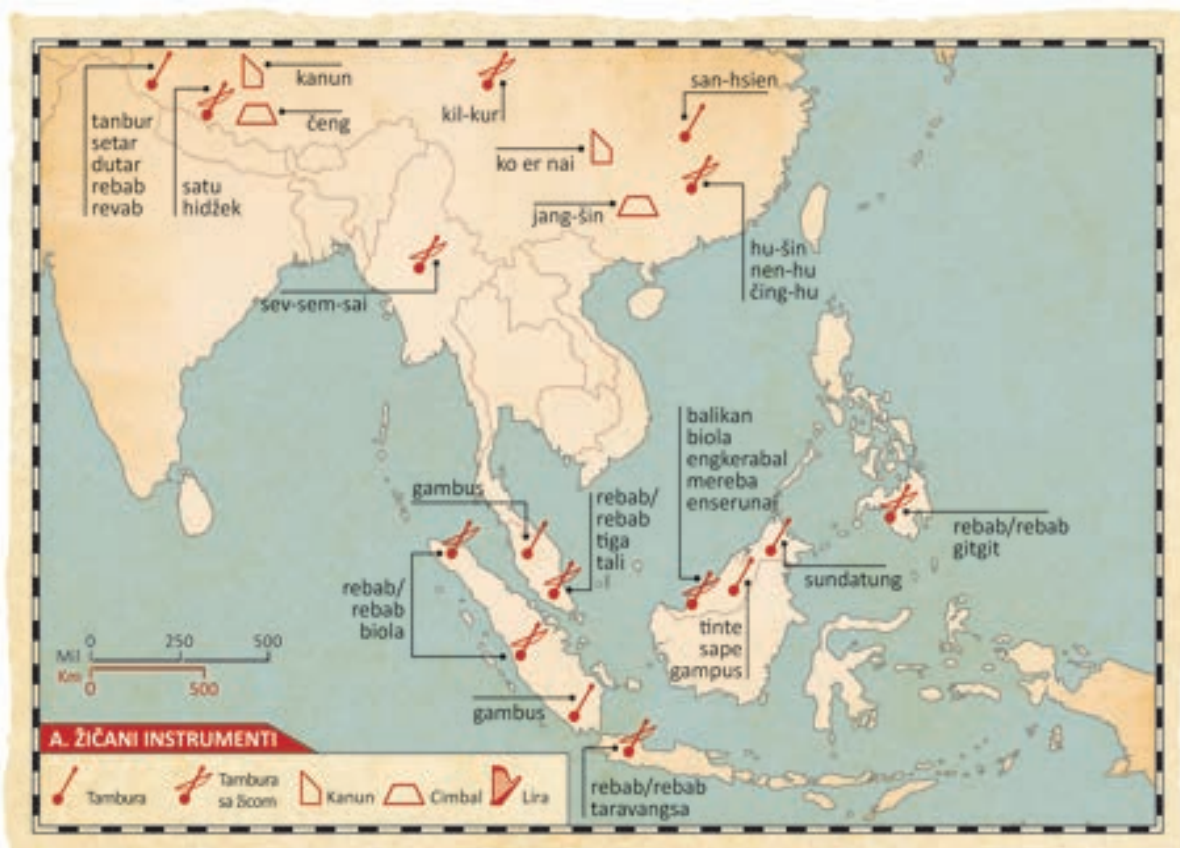 kanun
čeng
tanbur
setar
dutar
rebab
revab
satu
hidžek
kil-kur
san-hsien
ko er nai
jang-šin
hu-šin
nen-hu
čing-hu
sev-sem-sai
balikan
biola
engkerabal
mereba
enserunai
gambus
rebab/
rebab
tiga
tali
rebab/rebab
gitgit
sundatung
rebab/
rebab
biola
tinte
sape
gampus
gambus
0 250 500
Mil
Km
0 500
rebab/rebab
taravangsa
A. ŽIČANI INSTRUMENTI
Tambura
Tambura
sa žicom
Kanun
Cimbal
Lira